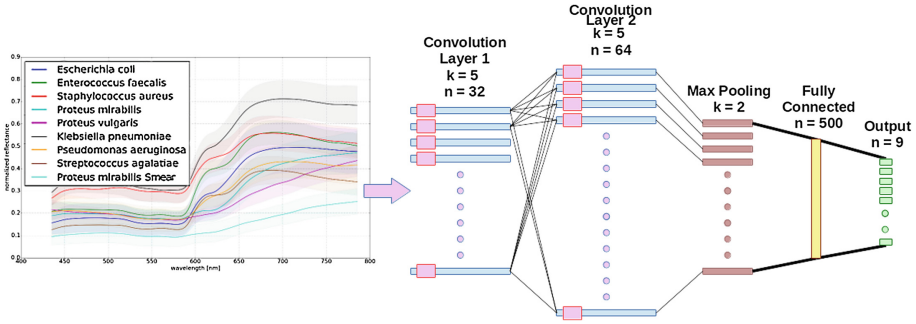 0.9
0.8
0.7
0.6
0.5
0.4
0.3
0.2
0.1
0.0
normalized reflectance
Escherichia coli
Enterococcus faecalis
Staphylococcus aureus
Proteus mirabilis
Proteus vulgaris
Klebsiella pneumoniae
Pseudomonas aeruginosa
Streptococcus agalatiae
Proteus mirabilis Smear
400 450 500 550 600 650 700 750 800
wavelength [nm]
Convolution
Layer 1
k = 5
n = 32
Convolution
Layer 2
k = 5
n = 64
Max Pooling
k = 2
Fully
Connected
n = 500
Output
n = 9